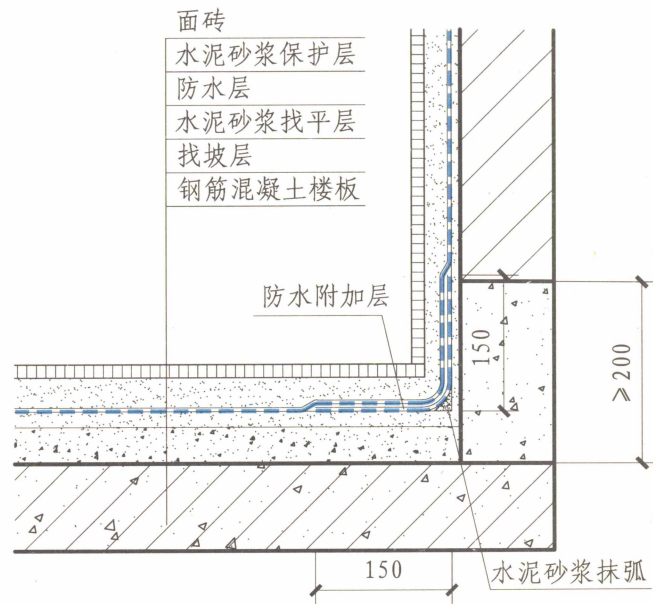 面砖
水泥砂浆保护层
防水层
水泥砂浆找平层
找坡层
钢筋混凝土楼板
防水附加层
150
≥200
150
水泥砂浆抹弧